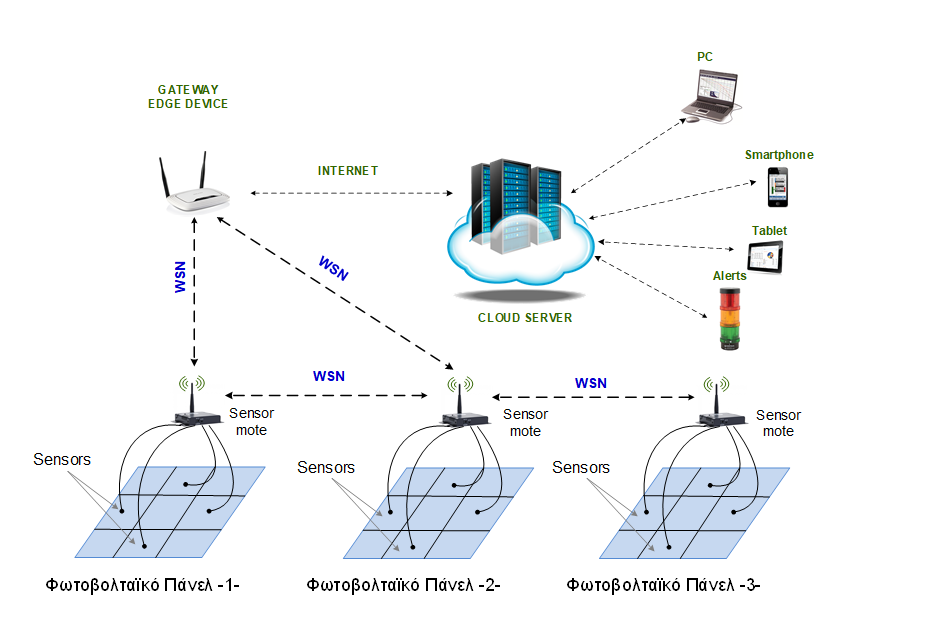 PC
GATEWAY
EDGE DEVICE
INTERNET
Smartphone
Tablet
Alerts
WSN
WSN
CLOUD SERVER
WSN
WSN
Sensor
mote
Sensor
mote
Sensor
mote
Sensors
Sensors
Sensors
Φωτοβολταϊκό Πάνελ -1-
Φωτοβολταϊκό Πάνελ -2-
Φωτοβολταϊκό Πάνελ -3-